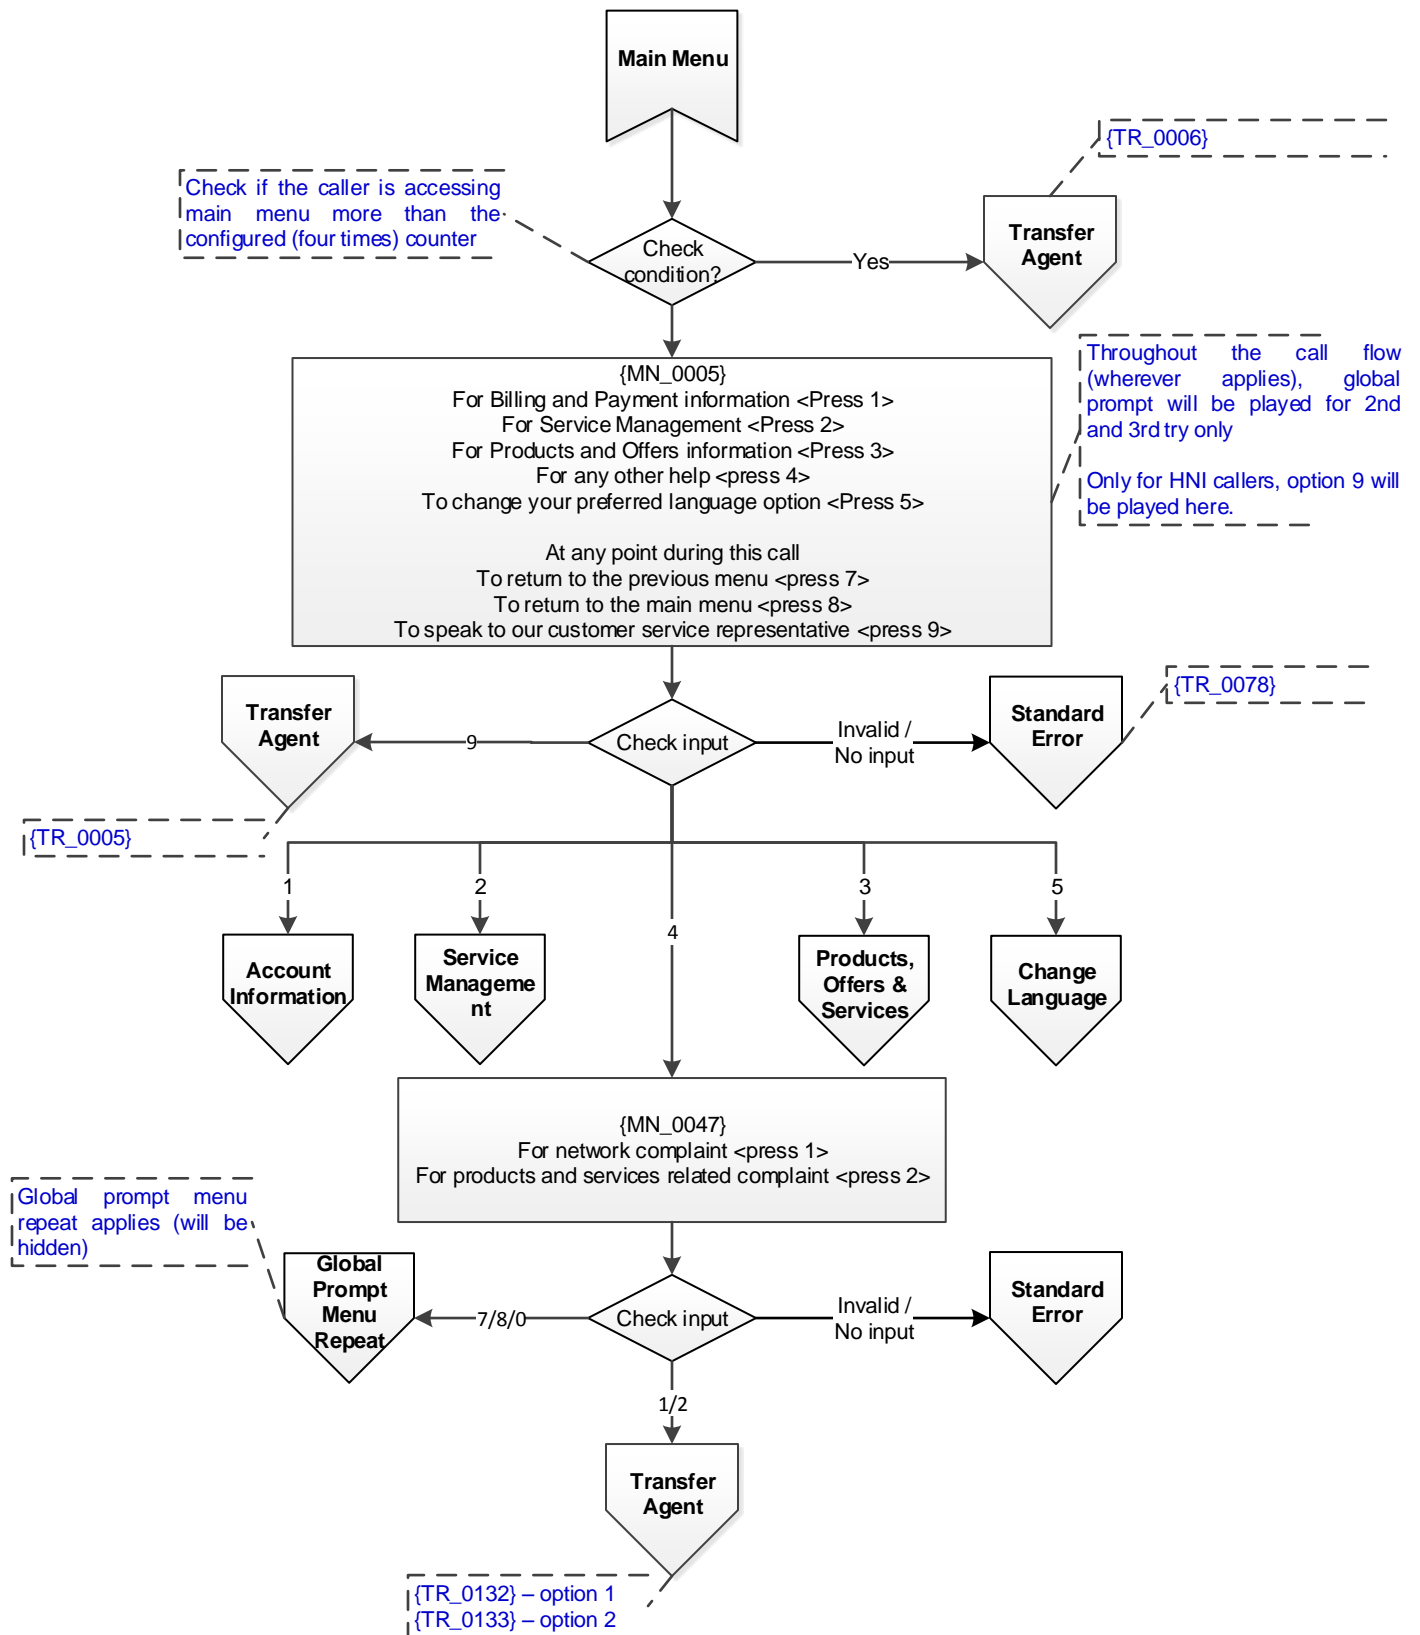 Main Menu
{TR_0006}
Check if the caller is accessing
main menu more than the
configured (four times) counter
Transfer
Agent
Check
condition?
Yes
{MN_0005}
For Billing and Payment information <Press 1>
For Service Management <Press 2>
For Products and Offers information <Press 3>
For any other help <press 4>
To change your preferred language option <Press 5>
At any point during this call
To return to the previous menu <press 7>
To return to the main menu <press 8>
To speak to our customer service representative <press 9>
Throughout the call flow
(wherever applies), global
prompt will be played for 2nd
and 3rd try only
Only for HNI callers, option 9 will
be played here.
Transfer
Agent
9
Check input
Invalid /
No input
Standard
Error
{TR_0078}
{TR_0005}
1
2
4
3
5
Account
Information
Service
Manageme
nt
Products,
Offers &
Services
Change
Language
{MN_0047}
For network complaint <press 1>
For products and services related complaint <press 2>
Global prompt menu
repeat applies (will be
hidden)
Global
Prompt
Menu
Repeat
7/8/0
Check input
Invalid /
No input
Standard
Error
1/2
Transfer
Agent
{TR_0132} – option 1
{TR_0133} – option 2